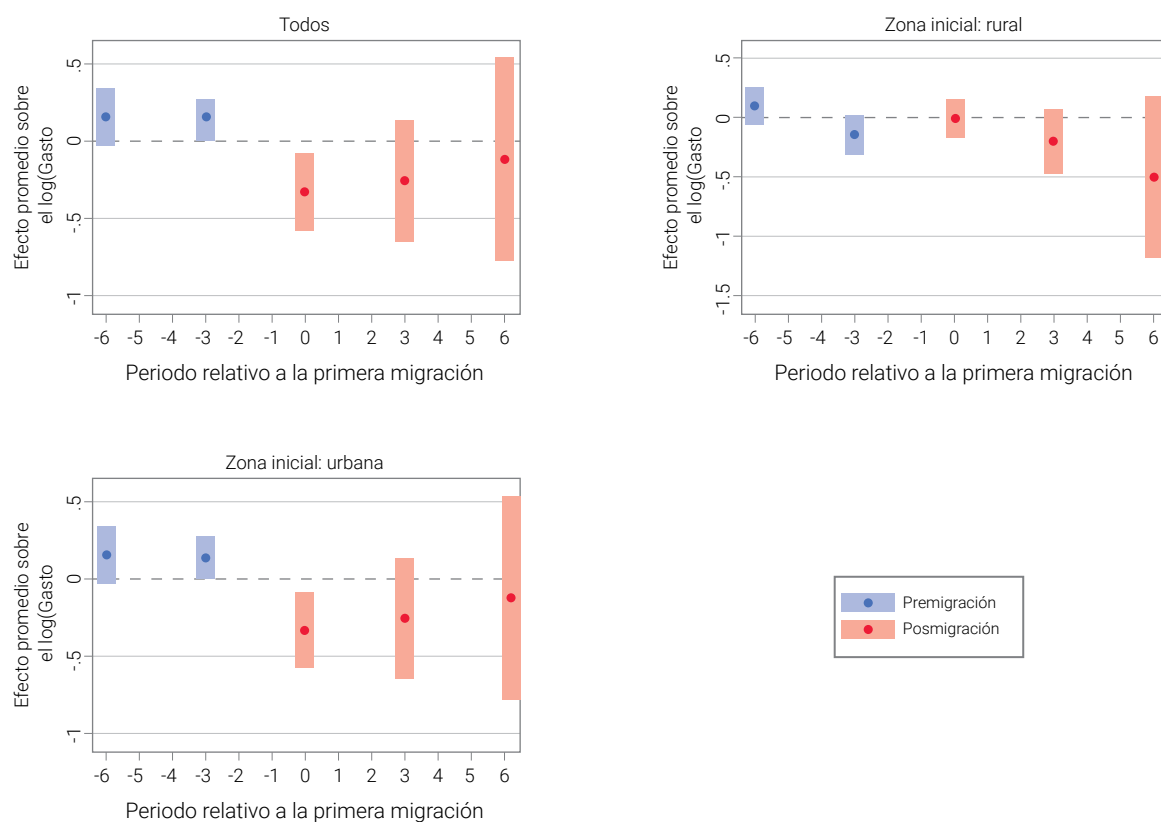 Todos
Efecto promedio sobre
el log(Gasto
.5
0
-.5
-1
-6 -5 -4 -3 -2 -1 0 1 2 3 4 5 6
Periodo relativo a la primera migración
Zona inicial: rural
Efecto promedio sobre
el log(Gasto
.5
0
-.5
-1
-1.5
-6 -5 -4 -3 -2 -1 0 1 2 3 4 5 6
Periodo relativo a la primera migración
Zona inicial: urbana
Efecto promedio sobre
el log(Gasto
.5
0
-.5
-1
-6 -5 -4 -3 -2 -1 0 1 2 3 4 5 6
Periodo relativo a la primera migración
Premigración
Posmigración